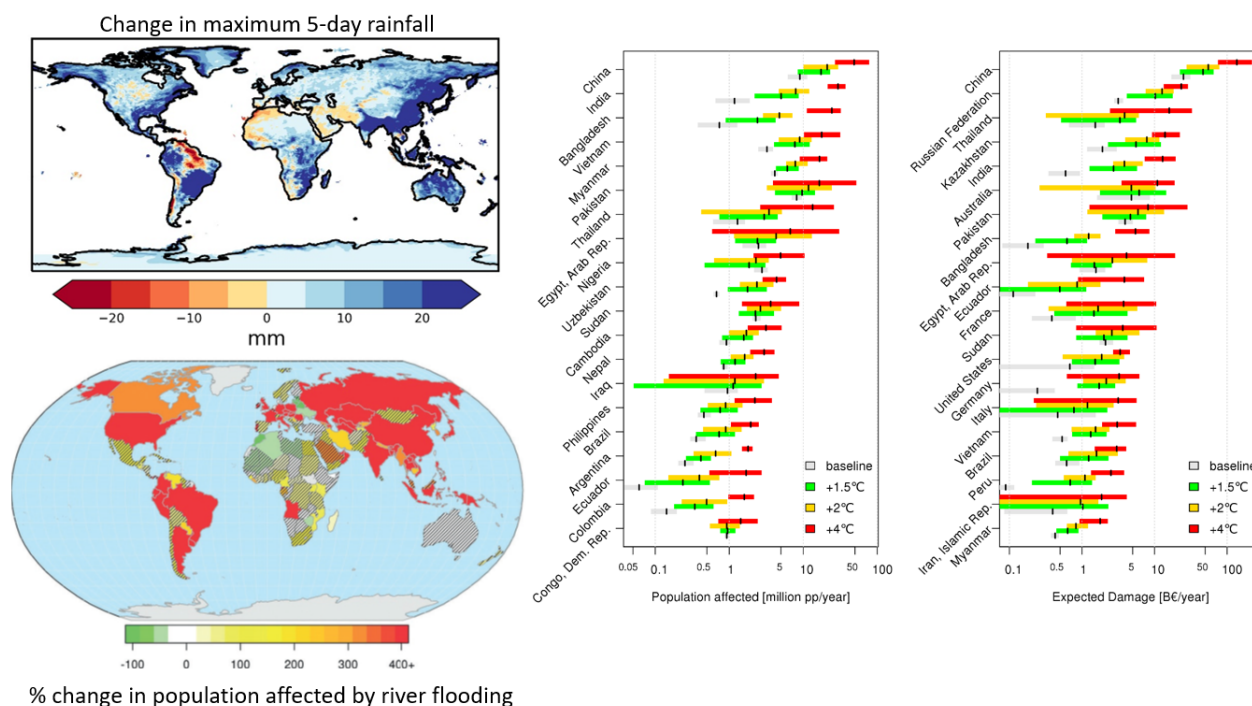 Change in maximum 5-day rainfall
−20 −10 0 10 20
mm
-100 0 100 200 300 400+
% change in population affected by river flooding
China
India
Bangladesh
Vietnam
Myanmar
Pakistan
Thailand
Egypt, Arab Rep.
Nigeria
Uzbekistan
Sudan
Cambodia
Nepal
Iraq
Philippines
Brazil
Argentina
Ecuador
Colombia
Congo, Dem. Rep.
baseline
+1.5°C
+2°C
+4°C
0.05 0.1 0.5 1 5 10 50 100
Population affected [million pp/year]
China
Russian Federation
Thailand
Kazakhstan
India
Australia
Pakistan
Bangladesh
Egypt, Arab Rep.
Ecuador
France
Sudan
United States
Germany
Italy
Vietnam
Brazil
Peru
Iran, Islamic Rep.
Myanmar
baseline
+1.5°C
+2°C
+4°C
0.1 0.5 1 5 10 50 100
Expected Damage [B€/year]